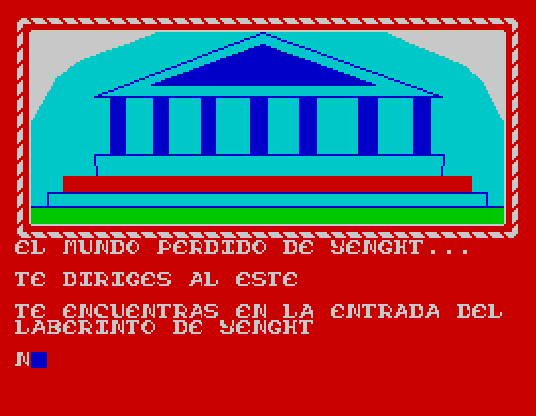 EL MUNDO PERDIDO DE YENGHT...
TE DIRIGES AL ESTE
TE ENCUENTRAS EN LA ENTRADA DEL
LABERINTO DE YENGHT
N